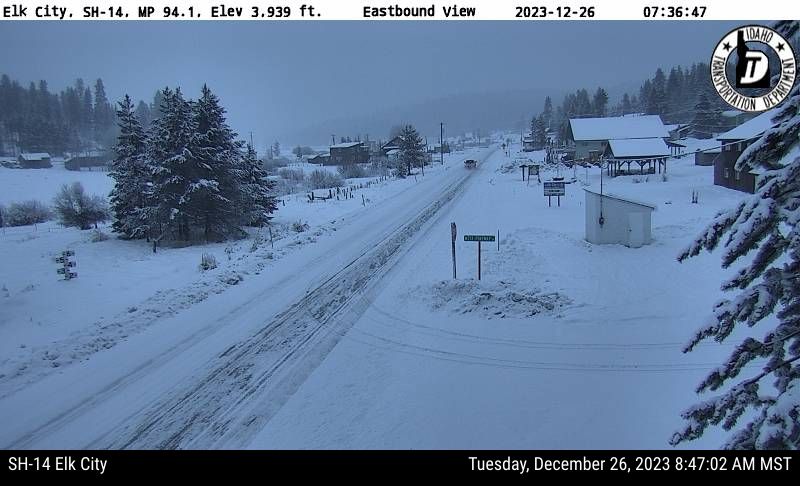 Elk City, SH-14, MP 94.1, Elev 3,939 ft. Eastbound View 2023-12-26 07:36:47
IDAHO
TRANSPORTATION DEPARTMENT
SH-14 Elk City Tuesday, December 26, 2023 8:47:02 AM MST